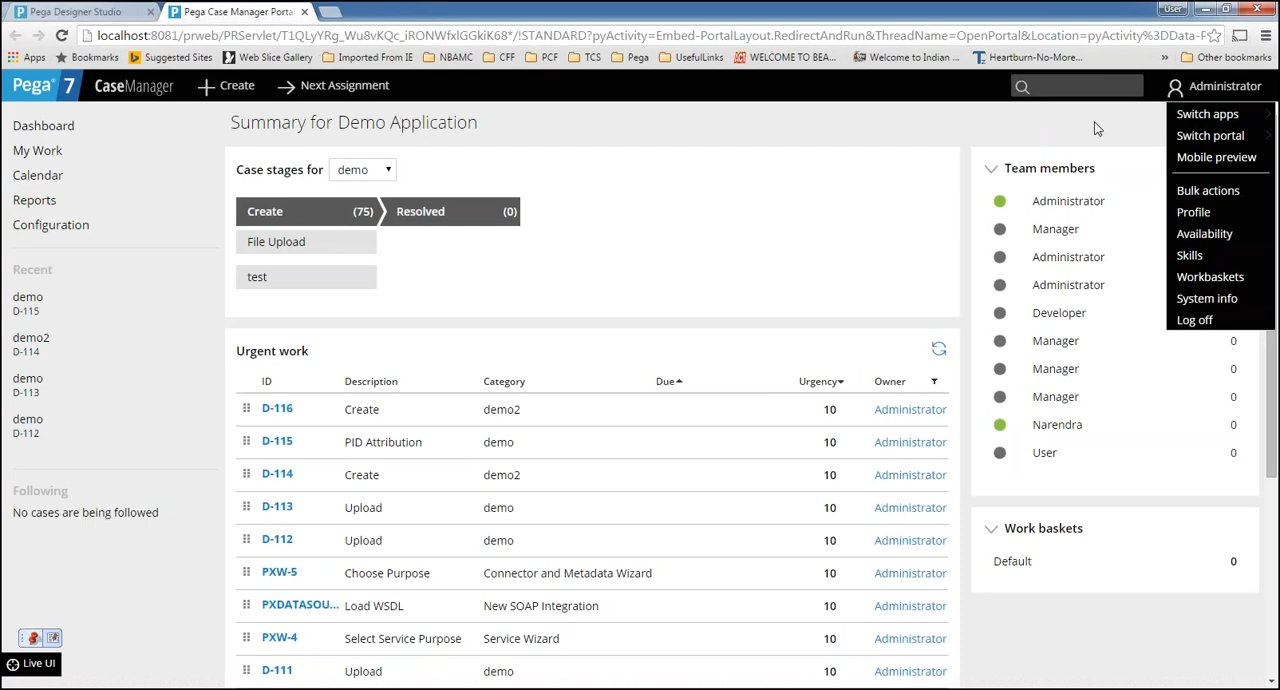 Pega Designer Studio
Pega Case Manager Porta
User
localhost:8081/prweb/PRServlet/T1QLyYRg_Wu8vKQc_iRONWfxlGGkiK68*/!STANDARD?pyActivity=Embed-PortalLayout.RedirectAndRun&ThreadName=OpenPortal&Location=pyActivity%3DData-P
Apps Bookmarks Suggested Sites Web Slice Gallery Imported From IE NBAMC CFF PCF TCS Pega UsefulLinks WELCOME TO BEA... Welcome to Indian ... Heartburn-No-More... » Other bookmarks
Pega 7 CaseManager Create Next Assignment Administrator
Dashboard
My Work
Calendar
Reports
Configuration
Recent
demo
D-115
demo2
D-114
demo
D-113
demo
D-112
Following
No cases are being followed
Live UI
Summary for Demo Application
Case stages for demo
Create (75) Resolved (0)
File Upload
test
Urgent work
ID Description Category Due Urgency Owner
D-116 Create demo2 10 Administrator
D-115 PID Attribution demo 10 Administrator
D-114 Create demo2 10 Administrator
D-113 Upload demo 10 Administrator
D-112 Upload demo 10 Administrator
PXW-5 Choose Purpose Connector and Metadata Wizard 10 Administrator
PXDATASOU... Load WSDL New SOAP Integration 10 Administrator
PXW-4 Select Service Purpose Service Wizard 10 Administrator
D-111 Upload demo 10 Administrator
Team members
Administrator
Manager
Administrator
Administrator
Developer
Manager 0
Manager 0
Manager 0
Narendra 0
User 0
Work baskets
Default 0
Switch apps
Switch portal
Mobile preview
Bulk actions
Profile
Availability
Skills
Workbaskets
System info
Log off